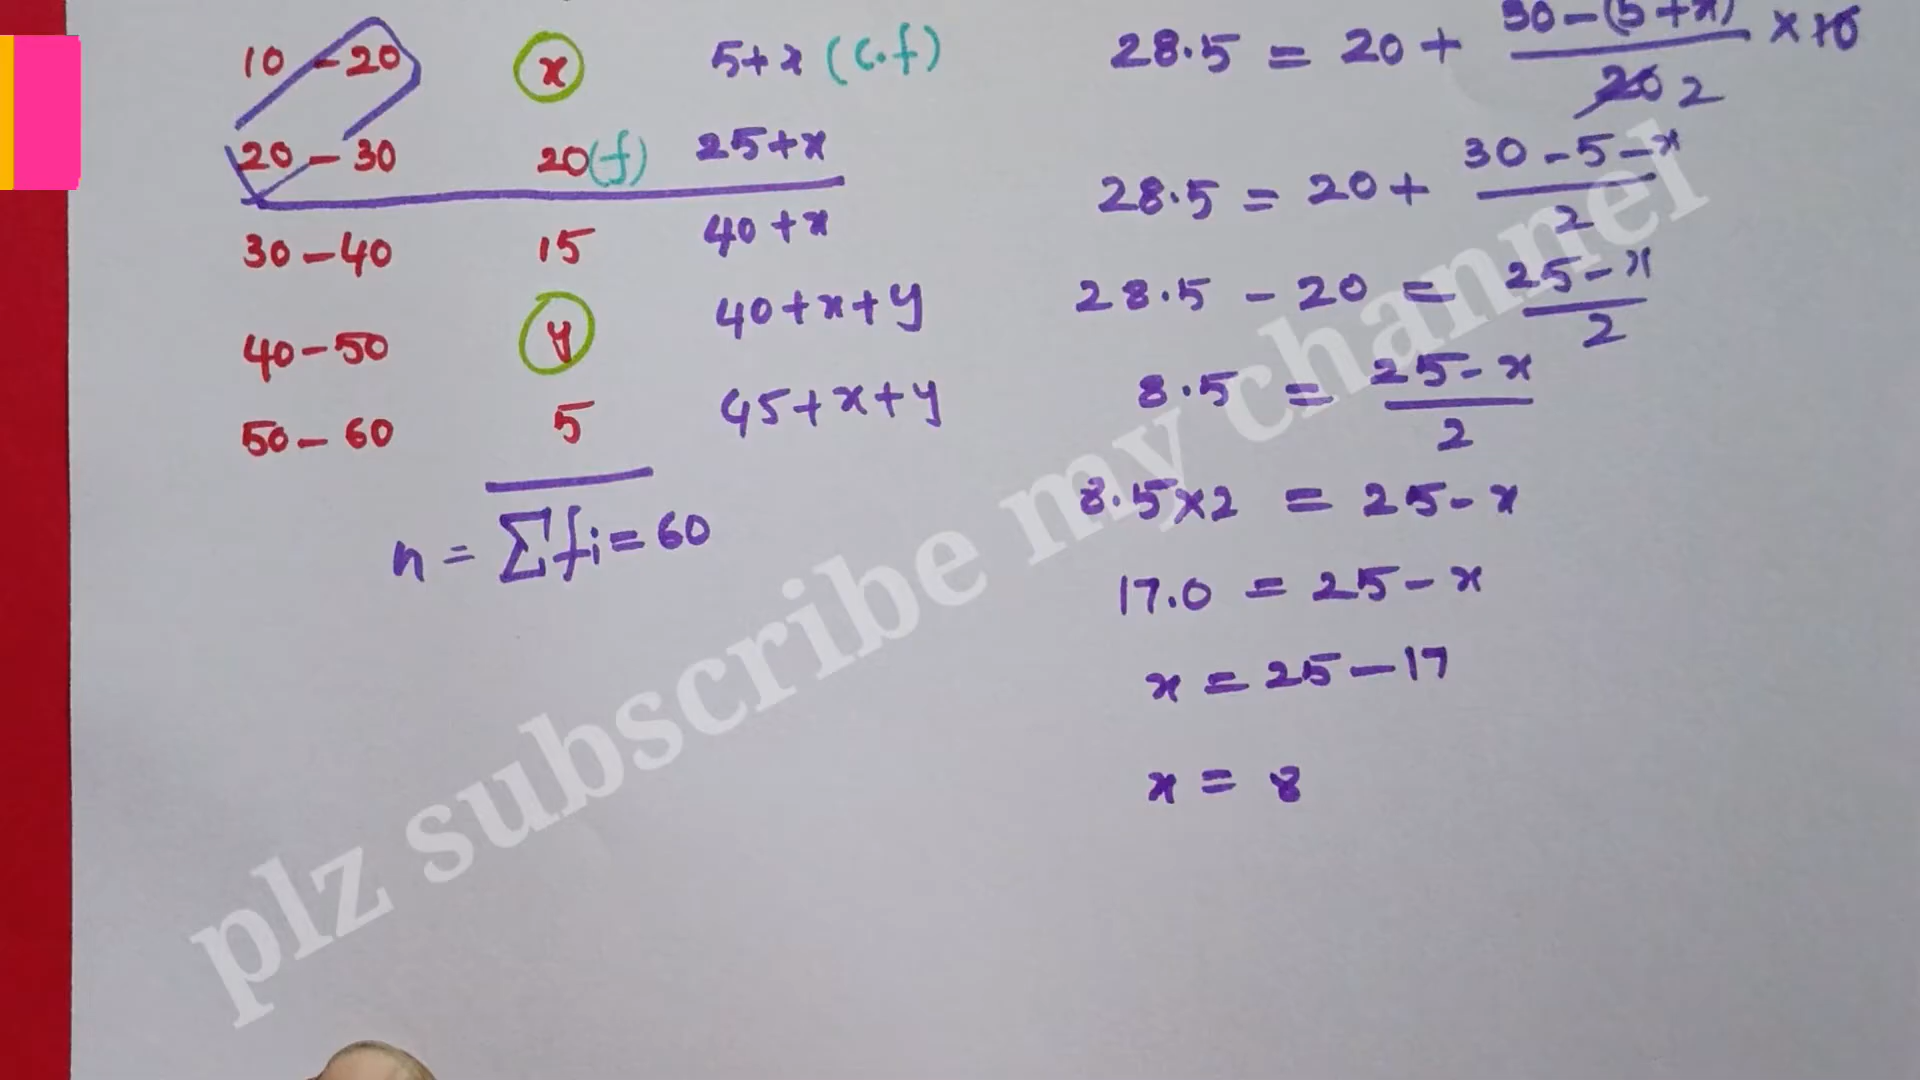 10 - 20 x 5+x (c.f)
20 - 30 20(f) 25+x
30 - 40 15 40+x
40 - 50 y 40+x+y
50 - 60 5 45+x+y
n = Σfi = 60
28.5 = 20 + 30-(5+x) / 20 2 × 10
28.5 = 20 + 30-5-x / 2
28.5 - 20 = 25-x / 2
8.5 = 25-x / 2
8.5×2 = 25-x
17.0 = 25-x
x = 25-17
x = 8
plz subscribe my channel